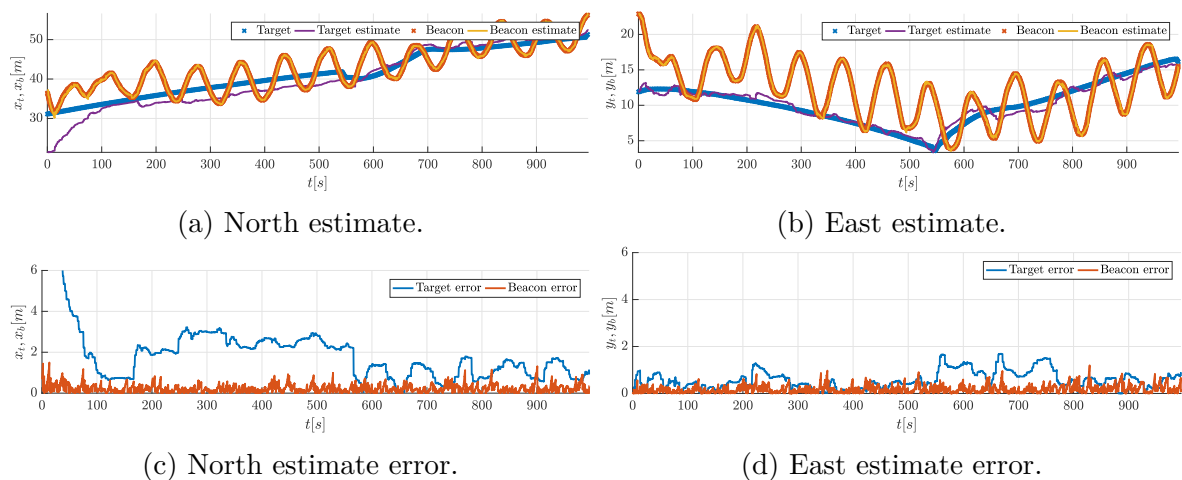 Target Target estimate Beacon Beacon estimate
x_t, x_b[m]
50
40
30
0 100 200 300 400 500 600 700 800 900
t[s]
(a) North estimate.
Target Target estimate Beacon Beacon estimate
y_t, y_b[m]
20
15
10
5
0 100 200 300 400 500 600 700 800 900
t[s]
(b) East estimate.
Target error Beacon error
x_t, x_b[m]
6
4
2
0
0 100 200 300 400 500 600 700 800 900
t[s]
(c) North estimate error.
Target error Beacon error
y_t, y_b[m]
6
4
2
0
0 100 200 300 400 500 600 700 800 900
t[s]
(d) East estimate error.